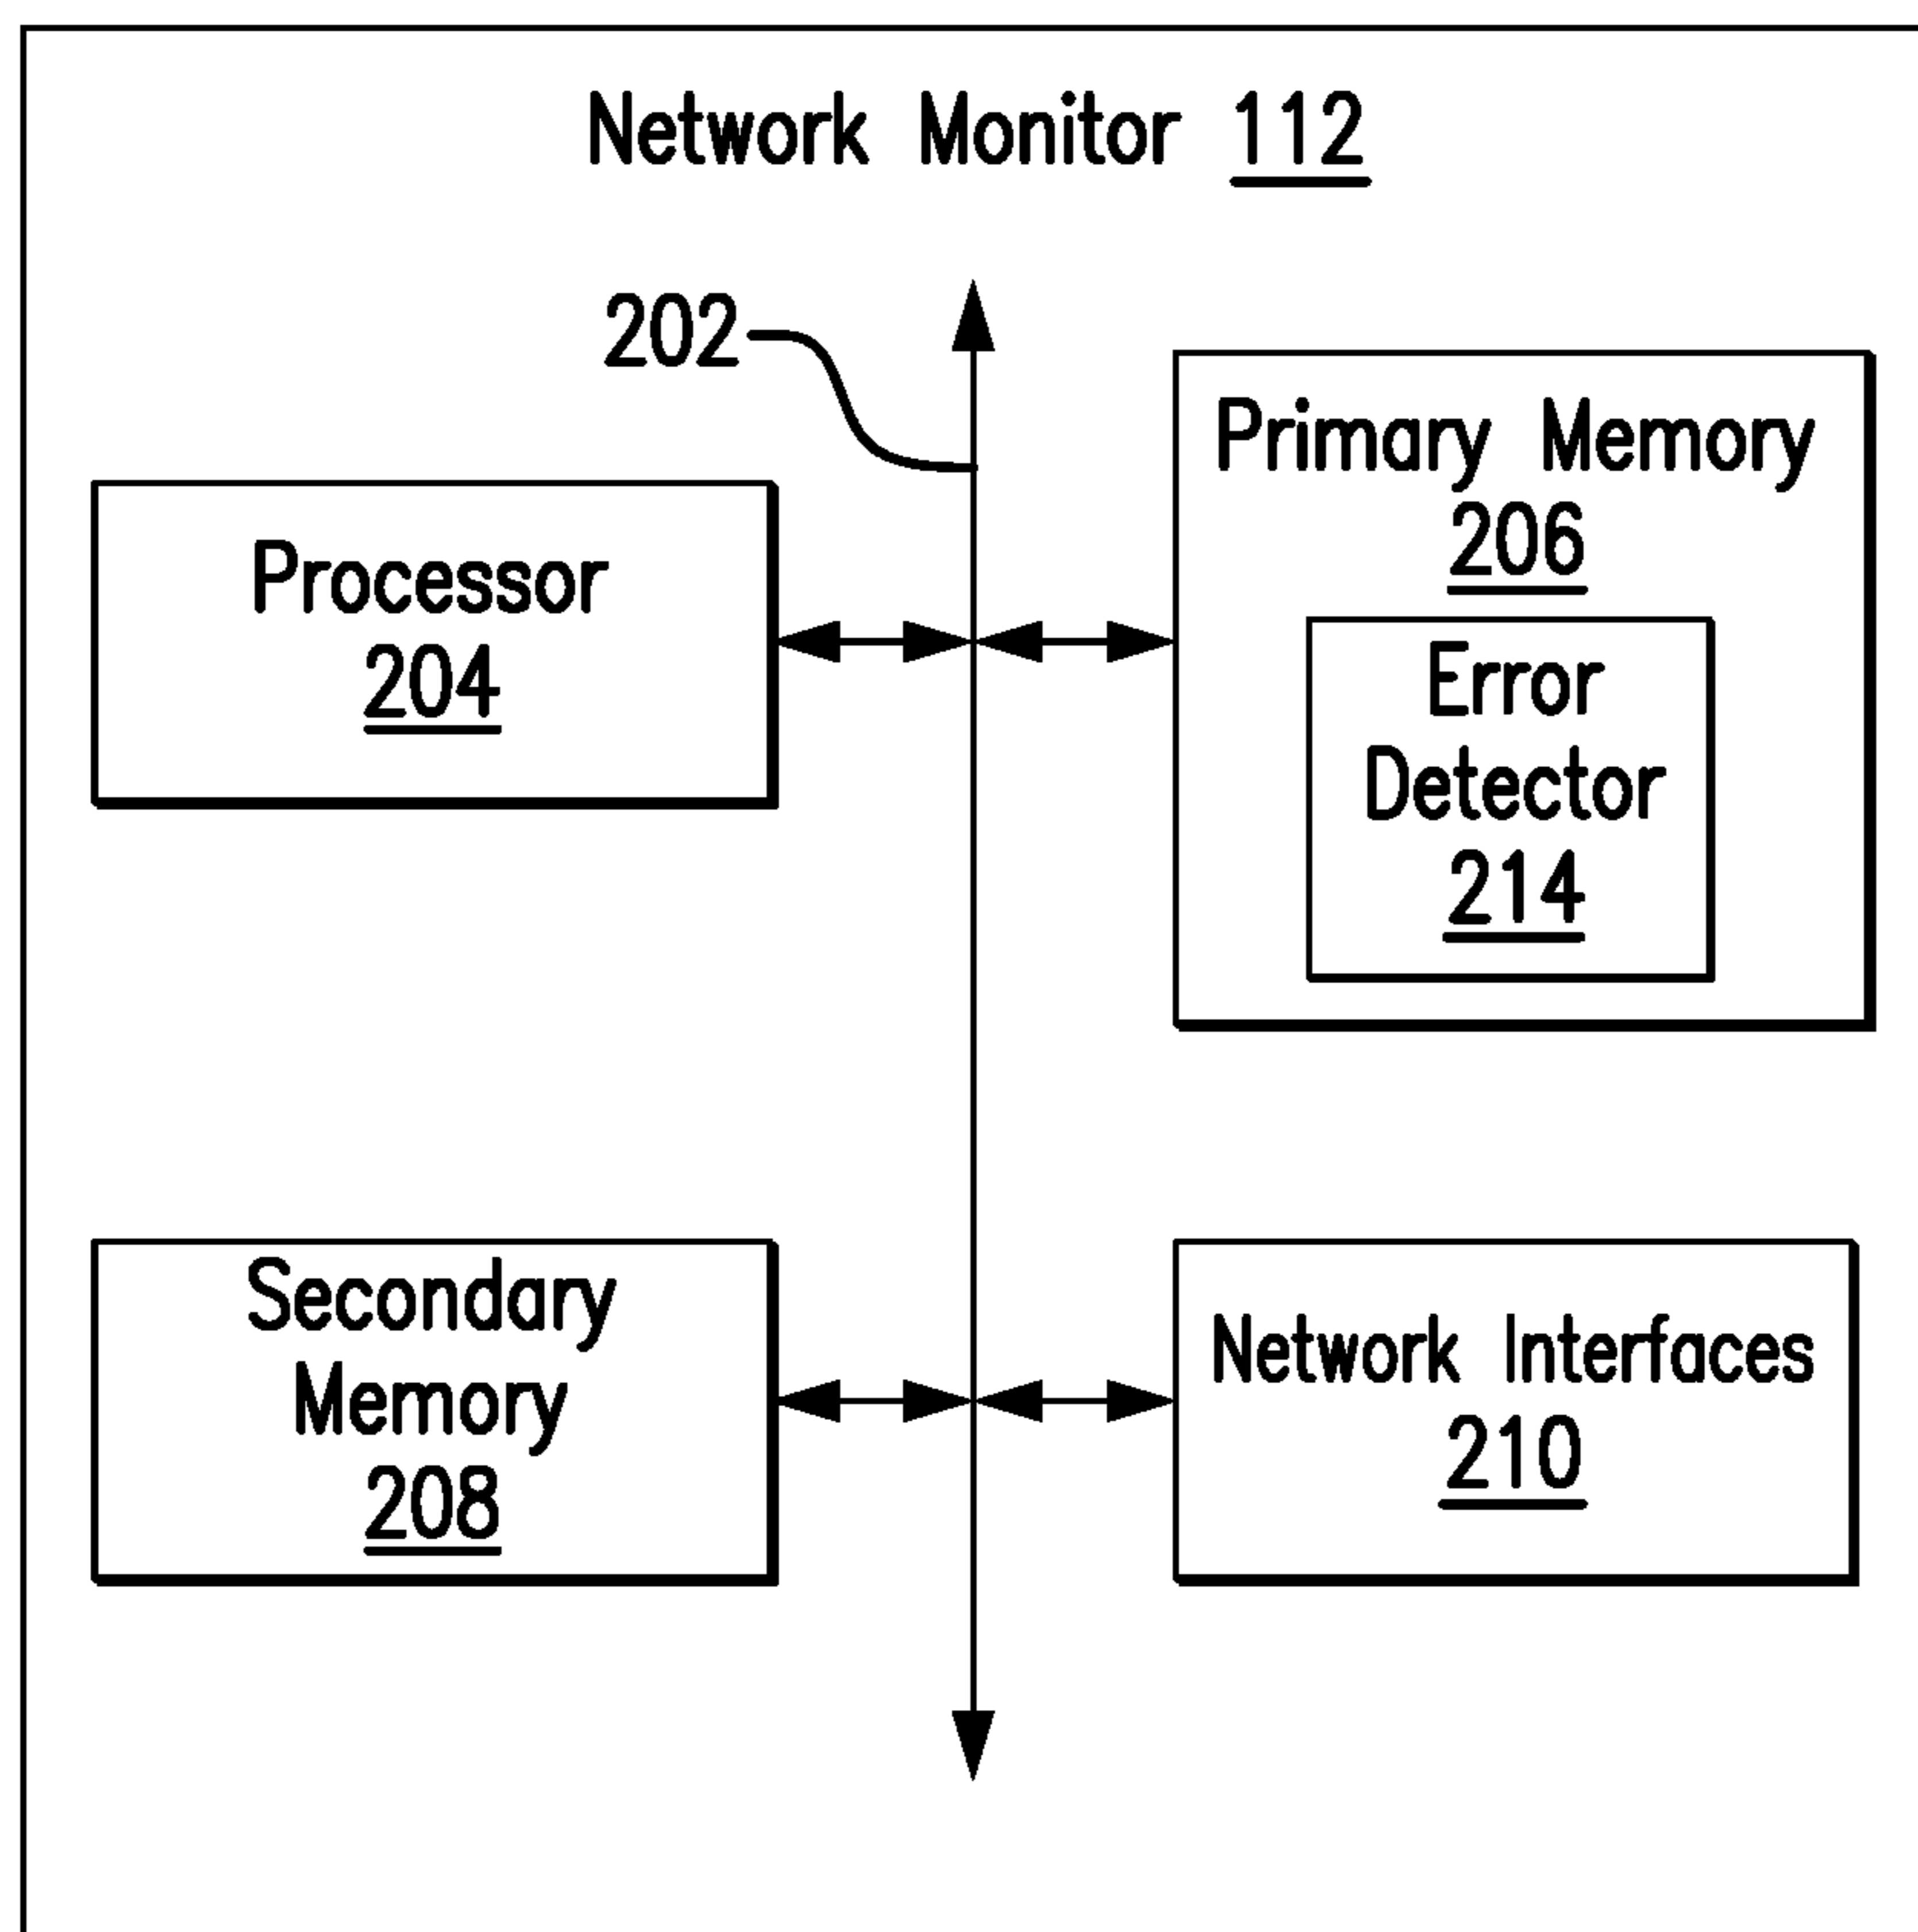 Network Monitor 112
202
Primary Memory
206
Processor
204
Error
Detector
214
Secondary
Memory
208
Network Interfaces
210